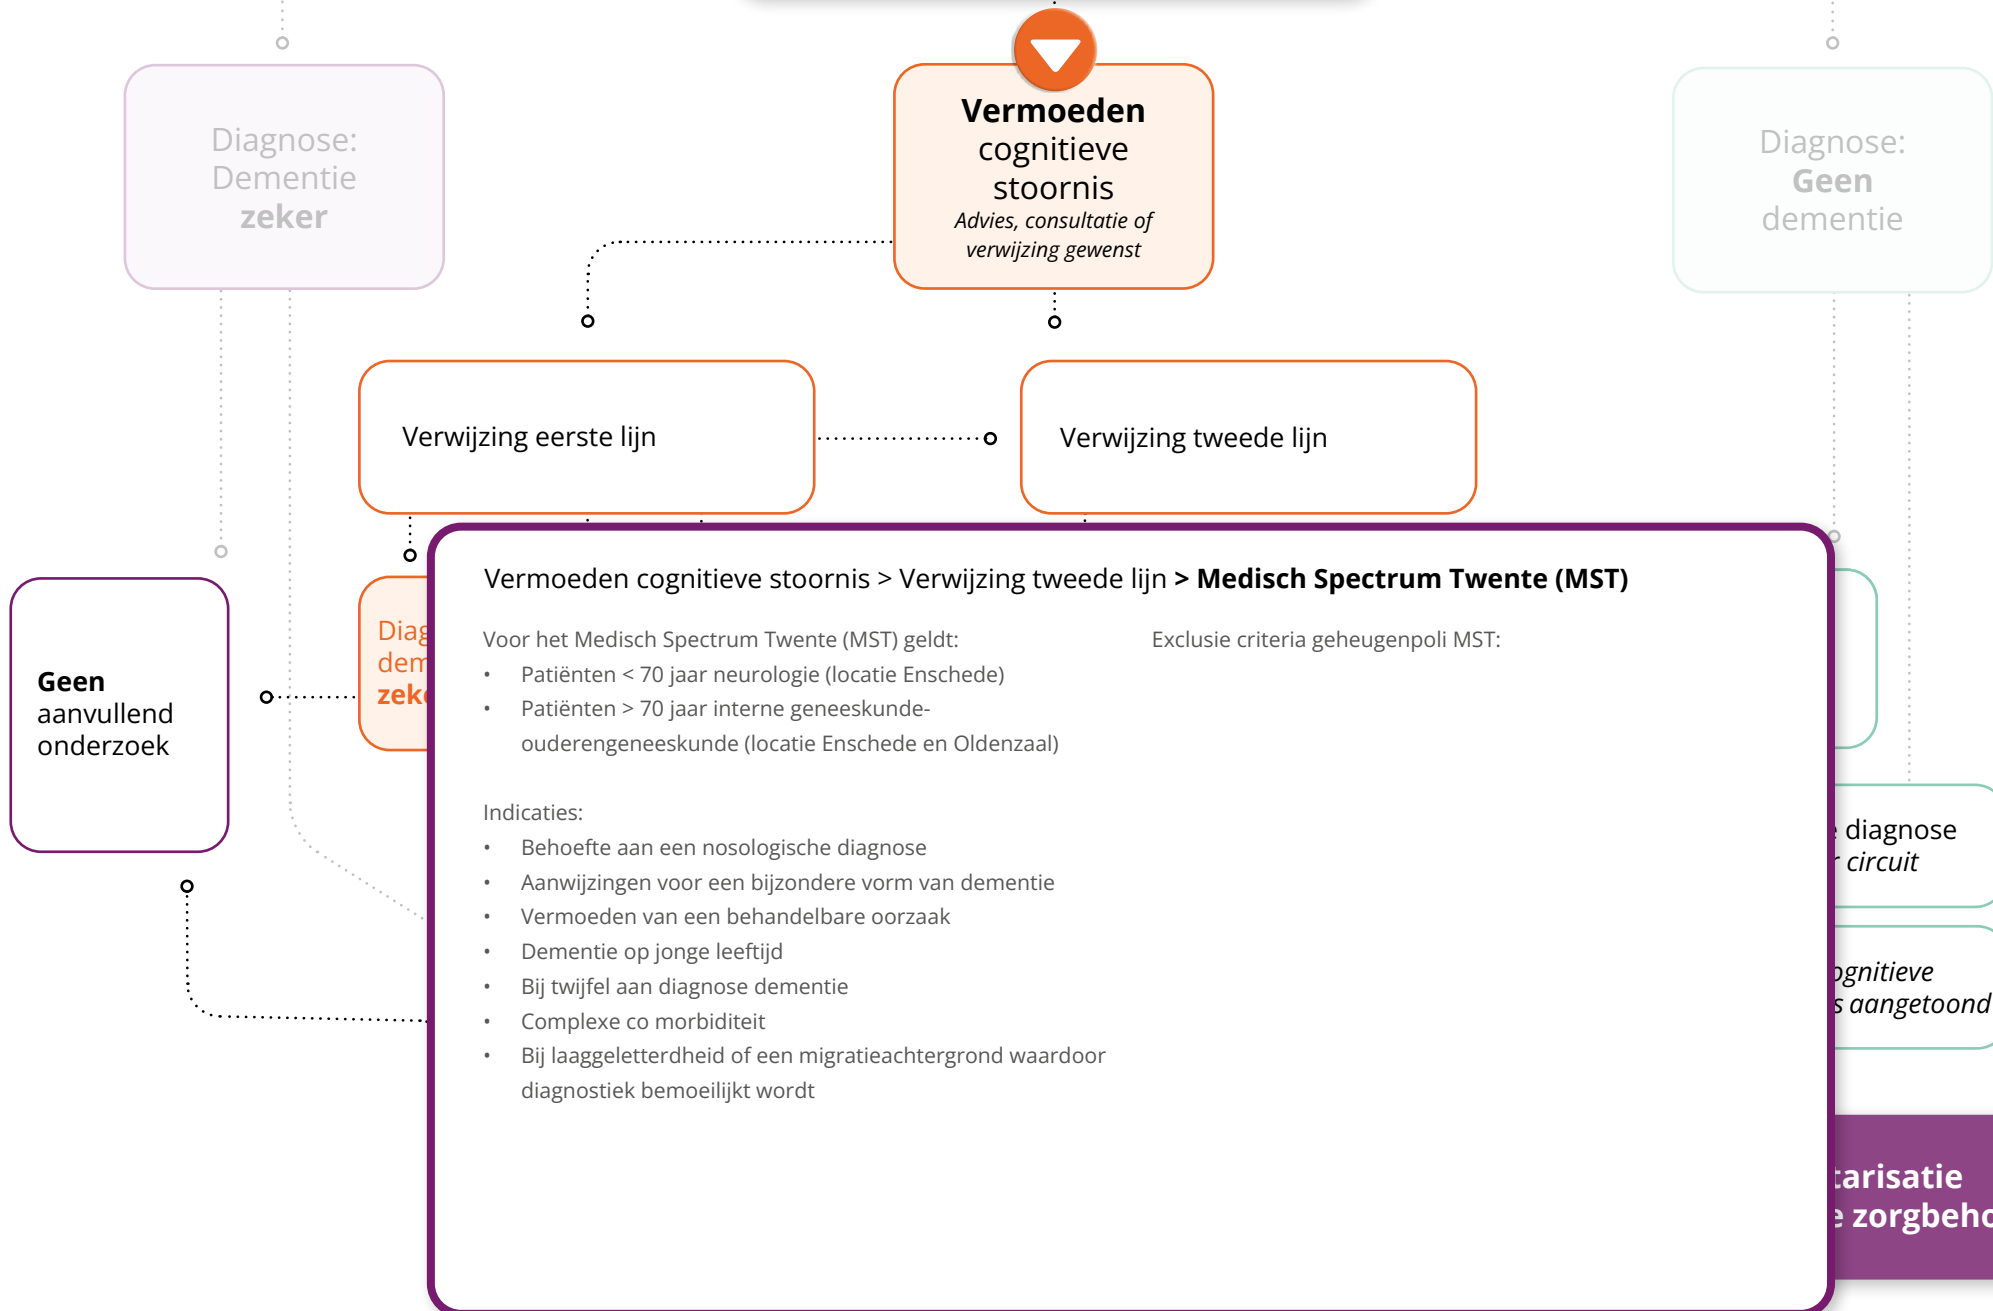 Diagnose:
Dementie
zeker
Vermoeden
cognitieve
stoornis
Advies, consultatie of
verwijzing gewenst
Diagnose:
Geen
dementie
Verwijzing eerste lijn
Verwijzing tweede lijn
Geen
aanvullend
onderzoek
Vermoeden cognitieve stoornis > Verwijzing tweede lijn > Medisch Spectrum Twente (MST)
Voor het Medisch Spectrum Twente (MST) geldt:
• Patiënten < 70 jaar neurologie (locatie Enschede)
• Patiënten > 70 jaar interne geneeskunde-
ouderengeneeskunde (locatie Enschede en Oldenzaal)
Indicaties:
• Behoefte aan een nosologische diagnose
• Aanwijzingen voor een bijzondere vorm van dementie
• Vermoeden van een behandelbare oorzaak
• Dementie op jonge leeftijd
• Bij twijfel aan diagnose dementie
• Complexe co morbiditeit
• Bij laaggeletterdheid of een migratieachtergrond waardoor
diagnostiek bemoeilijkt wordt
Exclusie criteria geheugenpoli MST:
diagnose
circuit
aangetoond